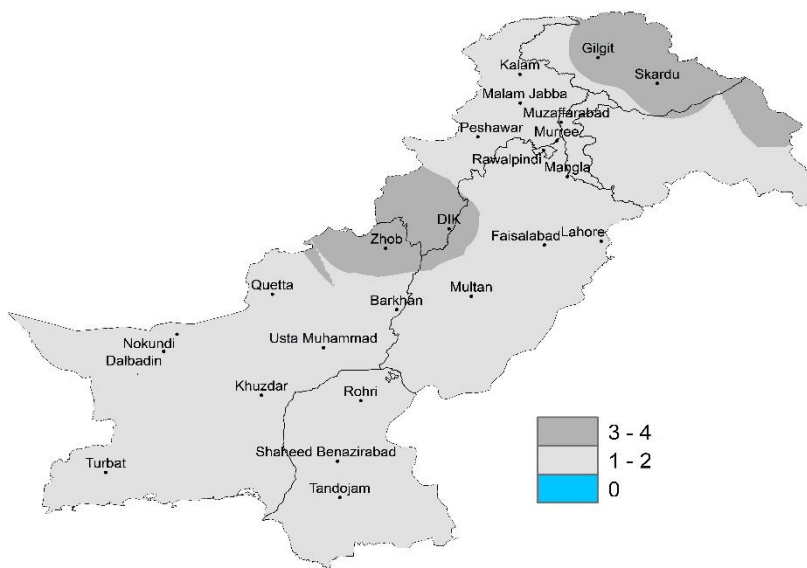 Gilgit
Kalam
Skardu
Malam Jabba
Muzaffarabad
Peshawar
Murree
Rawalpindi
Mangla
DIK
Zhob
Faisalabad
Lahore
Quetta
Multan
Barkhan
Nokundi
Usta Muhammad
Dalbadin
Khuzdar
Rohri
3 - 4
Shaheed Benazirabad
1 - 2
Turbat
Tandojam
0